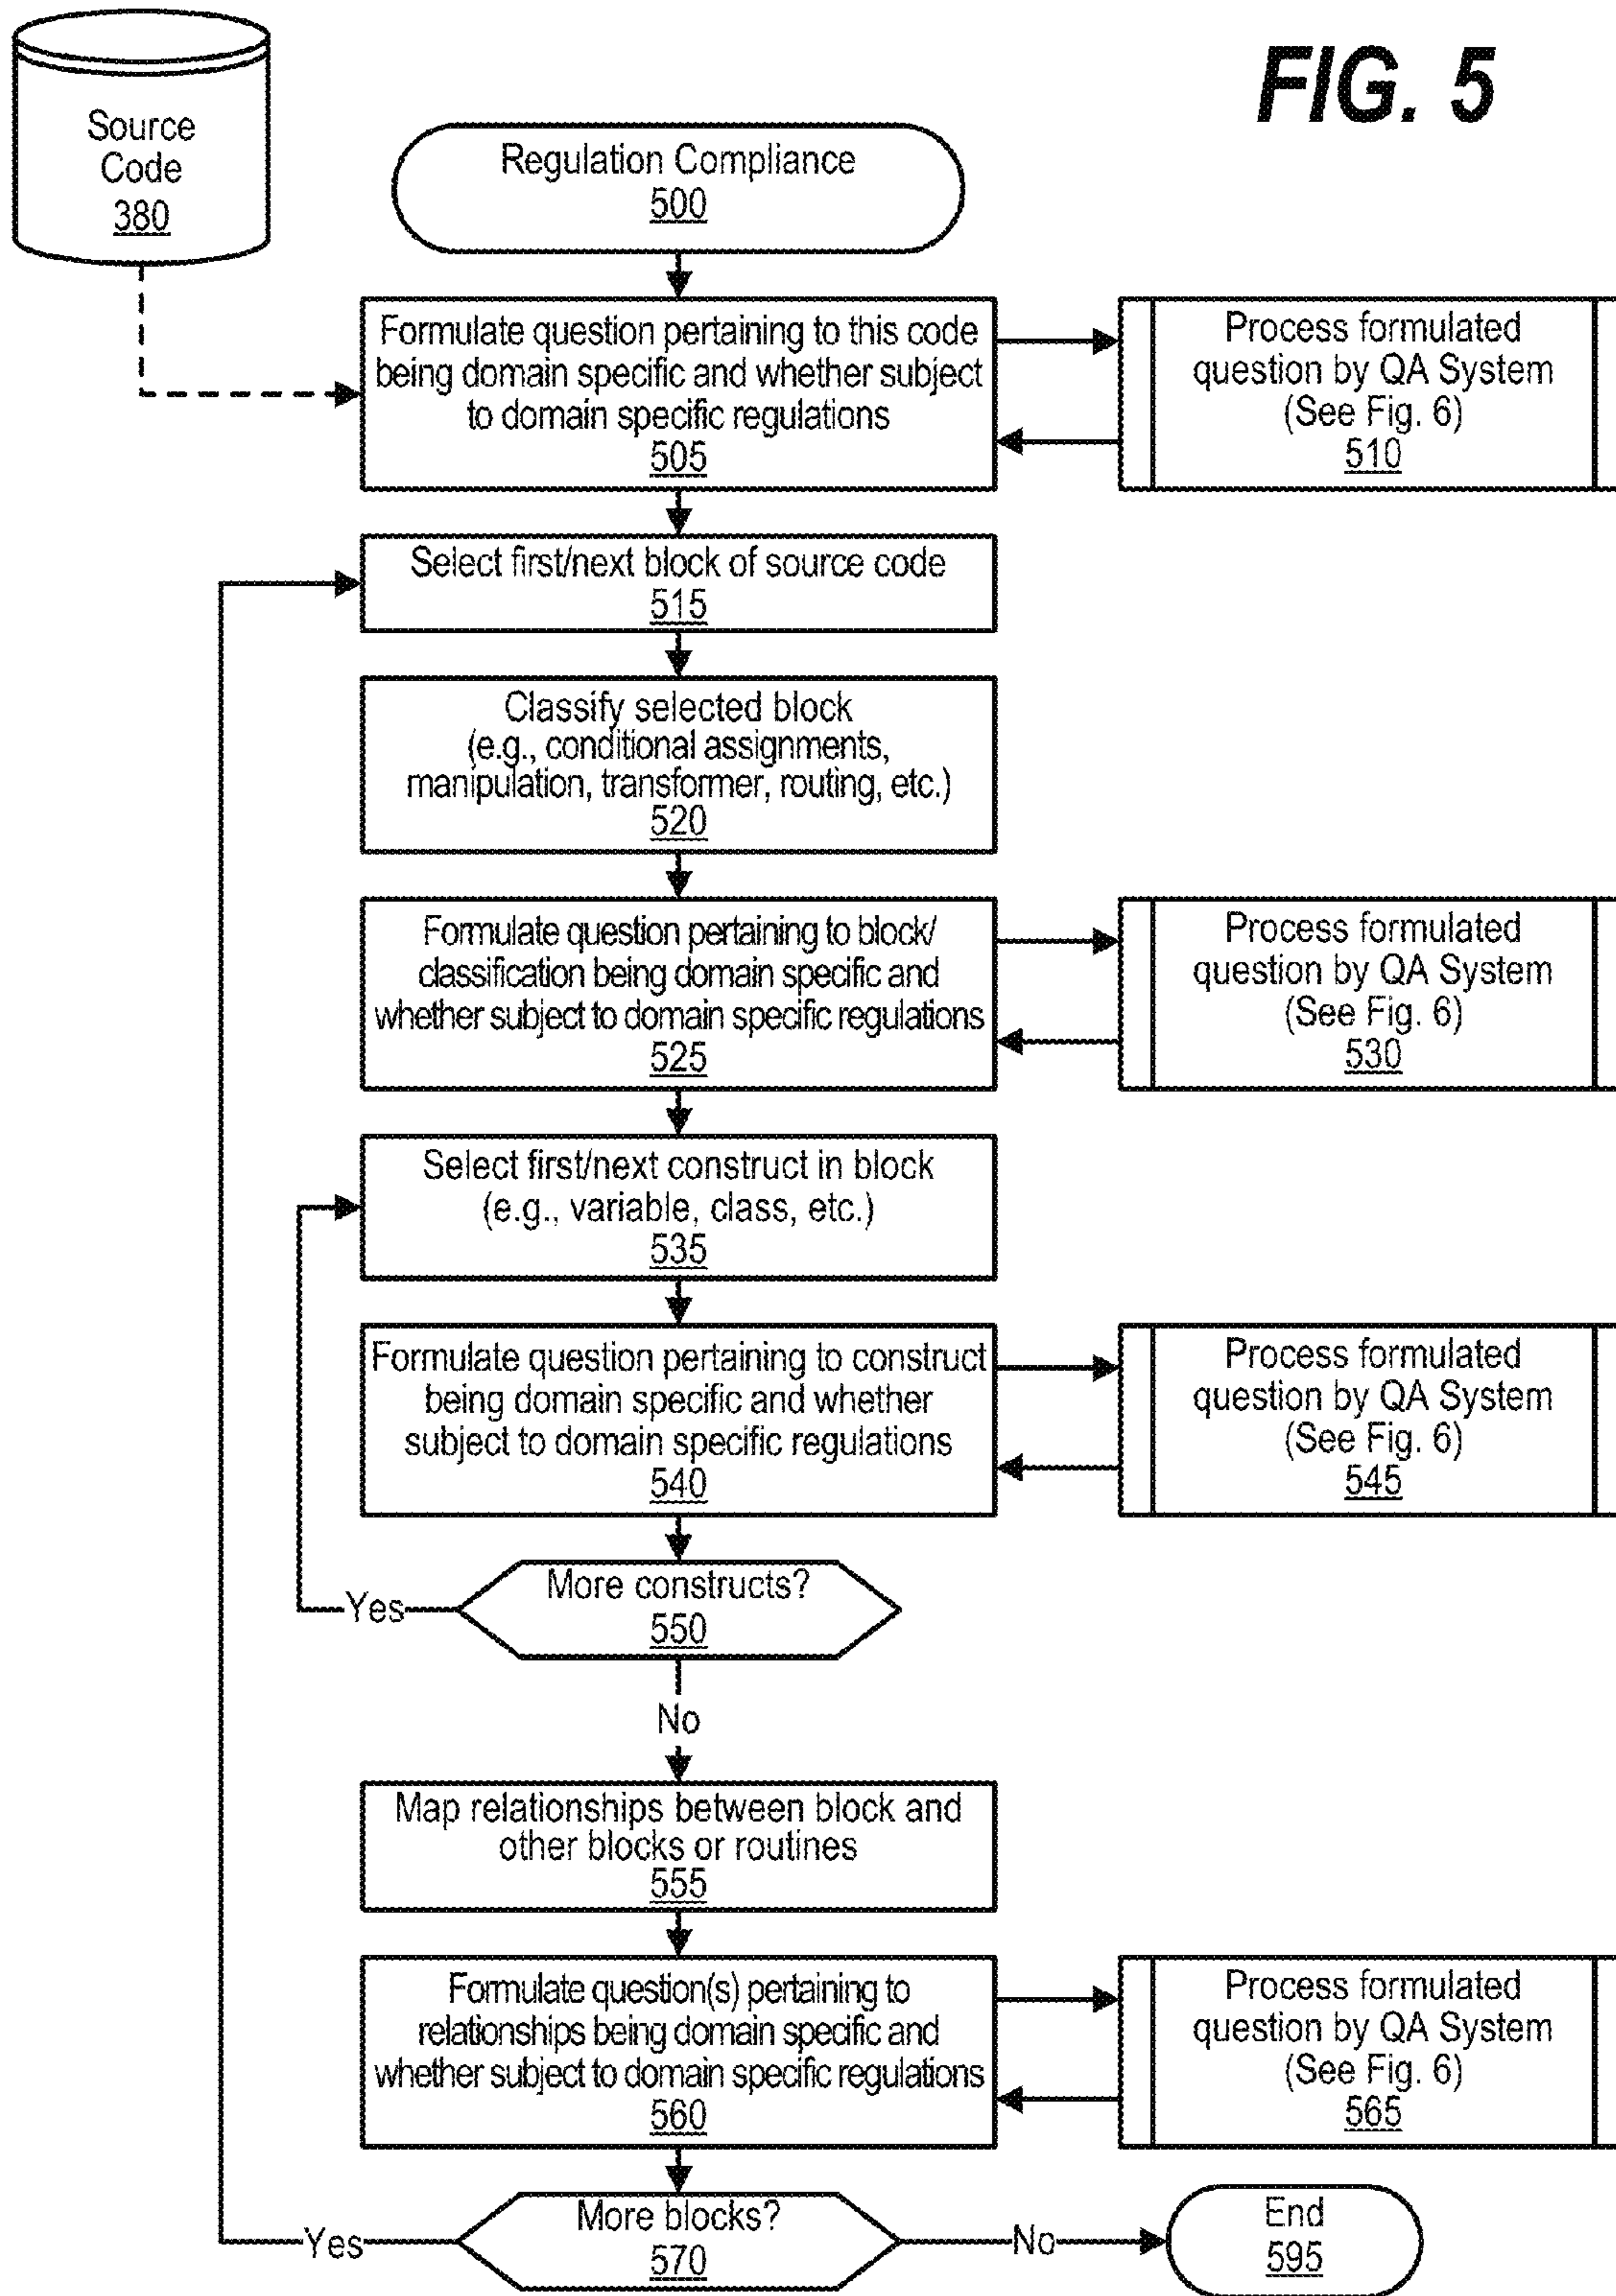 FIG. 5
Source
Code
380
Regulation Compliance
500
Formulate question pertaining to this code
being domain specific and whether subject
to domain specific regulations
505
Process formulated
question by QA System
(See Fig. 6)
510
Select first/next block of source code
515
Classify selected block
(e.g., conditional assignments,
manipulation, transformer, routing, etc.)
520
Formulate question pertaining to block/
classification being domain specific and
whether subject to domain specific regulations
525
Process formulated
question by QA System
(See Fig. 6)
530
Select first/next construct in block
(e.g., variable, class, etc.)
535
Formulate question pertaining to construct
being domain specific and whether
subject to domain specific regulations
540
Process formulated
question by QA System
(See Fig. 6)
545
More constructs?
550
Yes
No
Map relationships between block and
other blocks or routines
555
Formulate question(s) pertaining to
relationships being domain specific and
whether subject to domain specific regulations
560
Process formulated
question by QA System
(See Fig. 6)
565
More blocks?
570
Yes
No
End
595